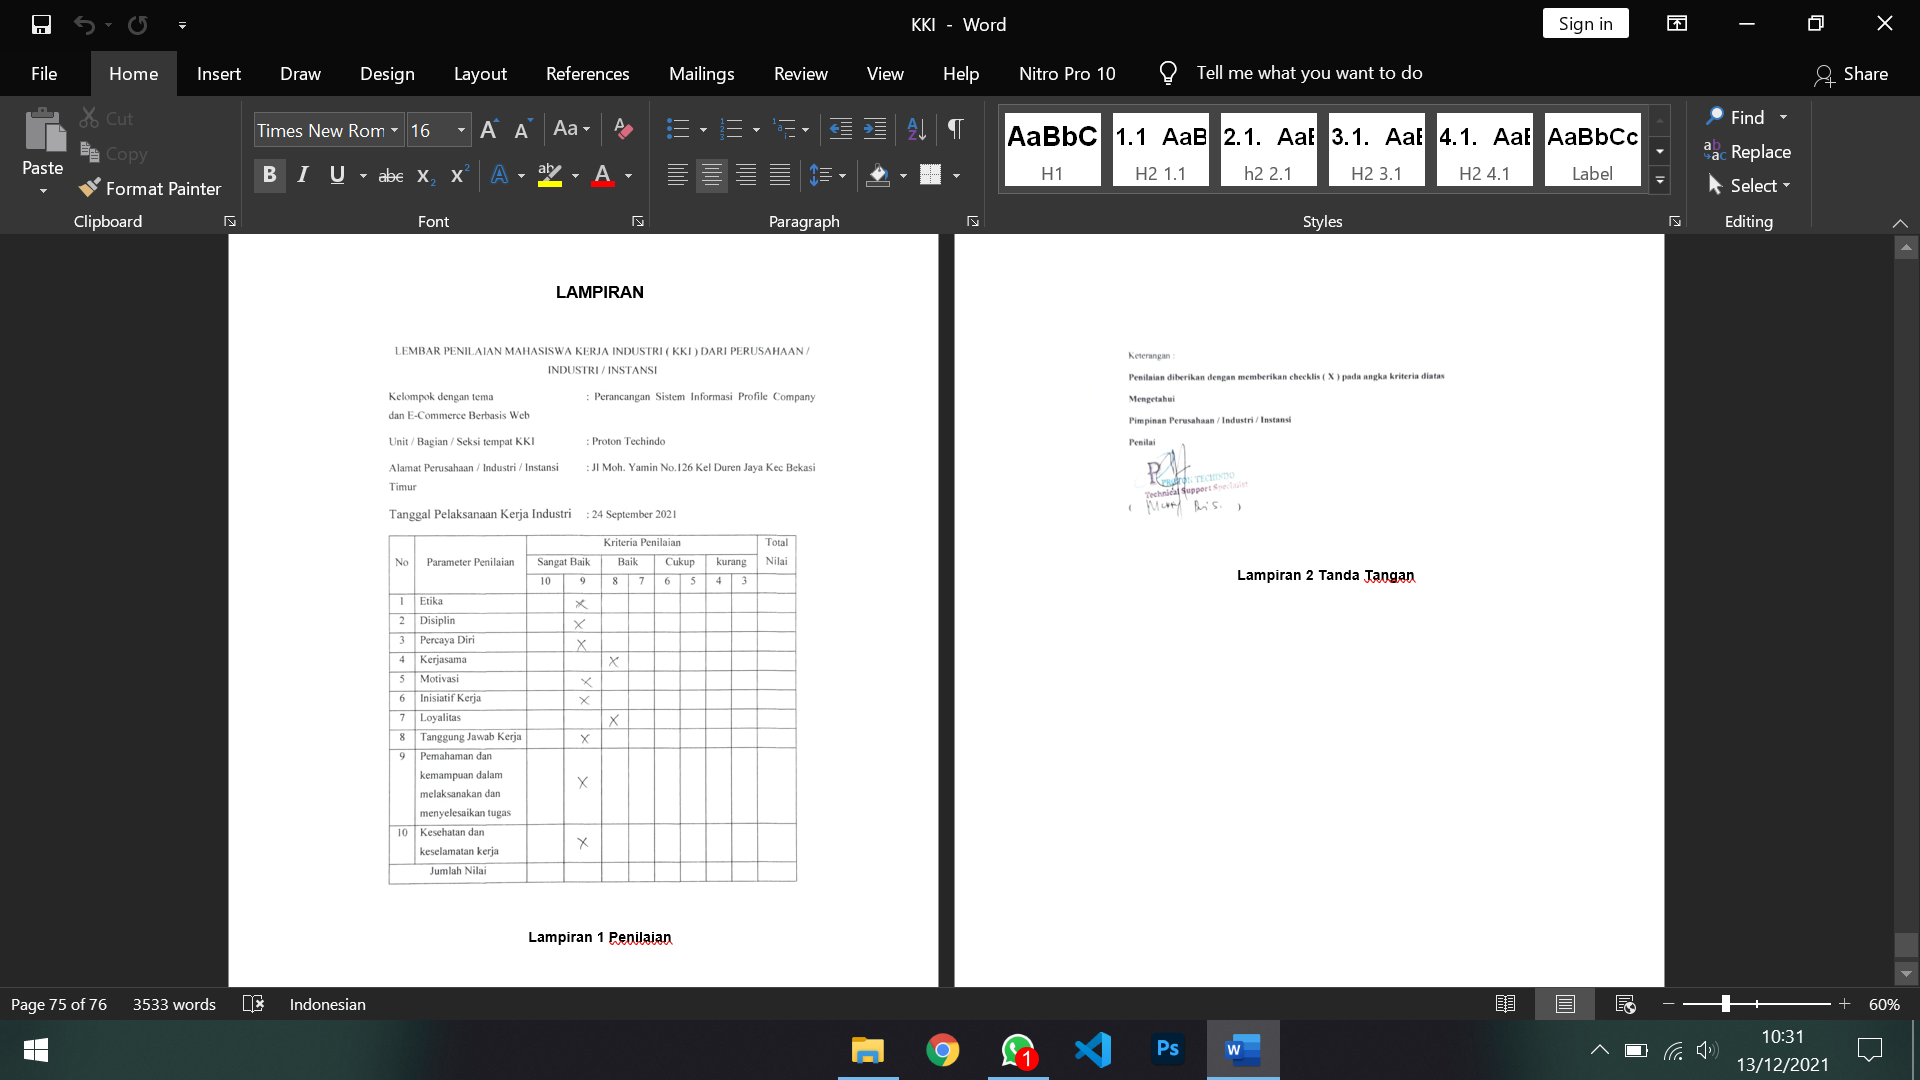 KKI - Word
Sign in
File Home Insert Draw Design Layout References Mailings Review View Help Nitro Pro 10 Tell me what you want to do Share
Paste
Cut
Copy
Format Painter
Clipboard
Times New Rom 16
Font
Paragraph
AaBbC 1.1 AaB 2.1. AaE 3.1. AaE 4.1. AaE AaBbCc
H1 H2 1.1 h2 2.1 H2 3.1 H2 4.1 Label
Styles
Find
Replace
Select
Editing
LAMPIRAN
LEMBAR PENILAIAN MAHASISWA KERJA INDUSTRI ( KKI ) DARI PERUSAHAAN /
INDUSTRI / INSTANSI
Kelompok dengan tema : Perancangan Sistem Informasi Profile Company
dan E-Commerce Berbasis Web
Unit / Bagian / Seksi tempat KKI : Proton Techindo
Alamat Perusahaan / Industri / Instansi : Jl Moh. Yamin No.126 Kel Duren Jaya Kec Bekasi
Timur
Tanggal Pelaksanaan Kerja Industri : 24 September 2021
No Parameter Penilaian Kriteria Penilaian Total Nilai
Sangat Baik Baik Cukup kurang
10 9 8 7 6 5 4 3
1 Etika X
2 Disiplin X
3 Percaya Diri X
4 Kerjasama X
5 Motivasi X
6 Inisiatif Kerja X
7 Loyalitas X
8 Tanggung Jawab Kerja X
9 Pemahaman dan
kemampuan dalam
melaksanakan dan
menyelesaikan tugas X
10 Kesehatan dan
keselamatan kerja X
Jumlah Nilai
Lampiran 1 Penilaian
Keterangan :
Penilaian diberikan dengan memberikan checklis ( X ) pada angka kriteria diatas
Mengetahui
Pimpinan Perusahaan / Industri / Instansi
Penilai
PROTON TECHINDO
Technical Support Specialist
Lampiran 2 Tanda Tangan
Page 75 of 76 3533 words Indonesian 60%
1
Ps
W
10:31
13/12/2021